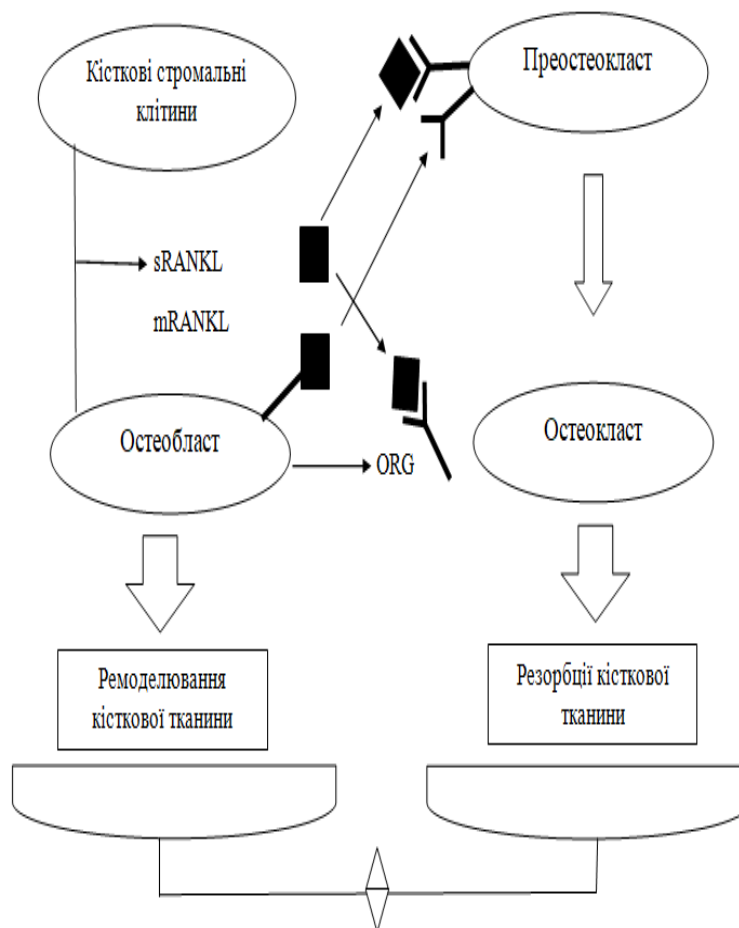 Кісткові стромальні
клітини
Преостеокласт
sRANKL
mRANKL
Остеобласт
ORG
Остеокласт
Ремоделювання
кісткової тканини
Резорбції кісткової
тканини